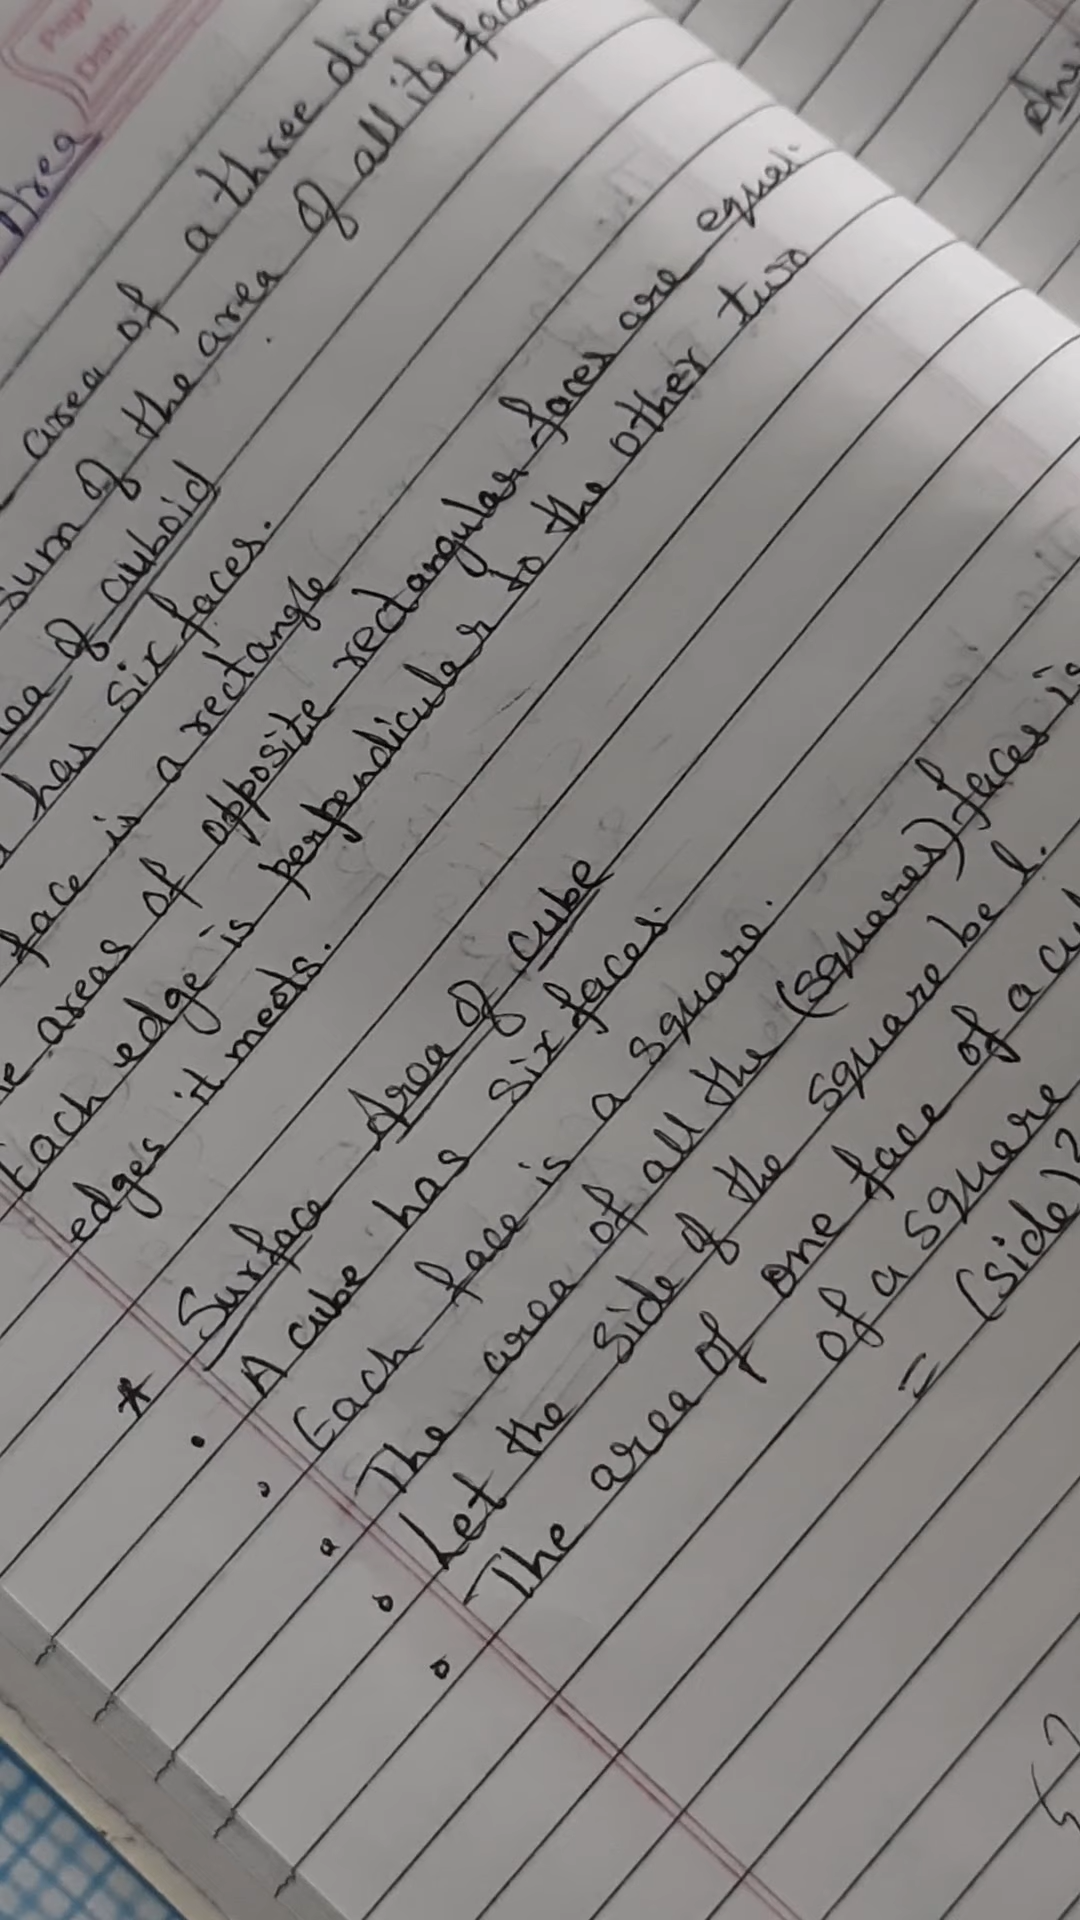 Page
Date.
Area
area of a three dime
sum of the area of all its fac
of cuboid
has six faces.
face is a rectangle
areas of opposite rectangular faces are equal.
Each edge is perpendicular to the other two
edges it meets.
* Surface Area of cube
• A cube has six faces.
• Each face is a square.
• The area of all the (squares) faces is
• Let the side of the square be l.
• The area of one face of a cu
of a square
= (side)2